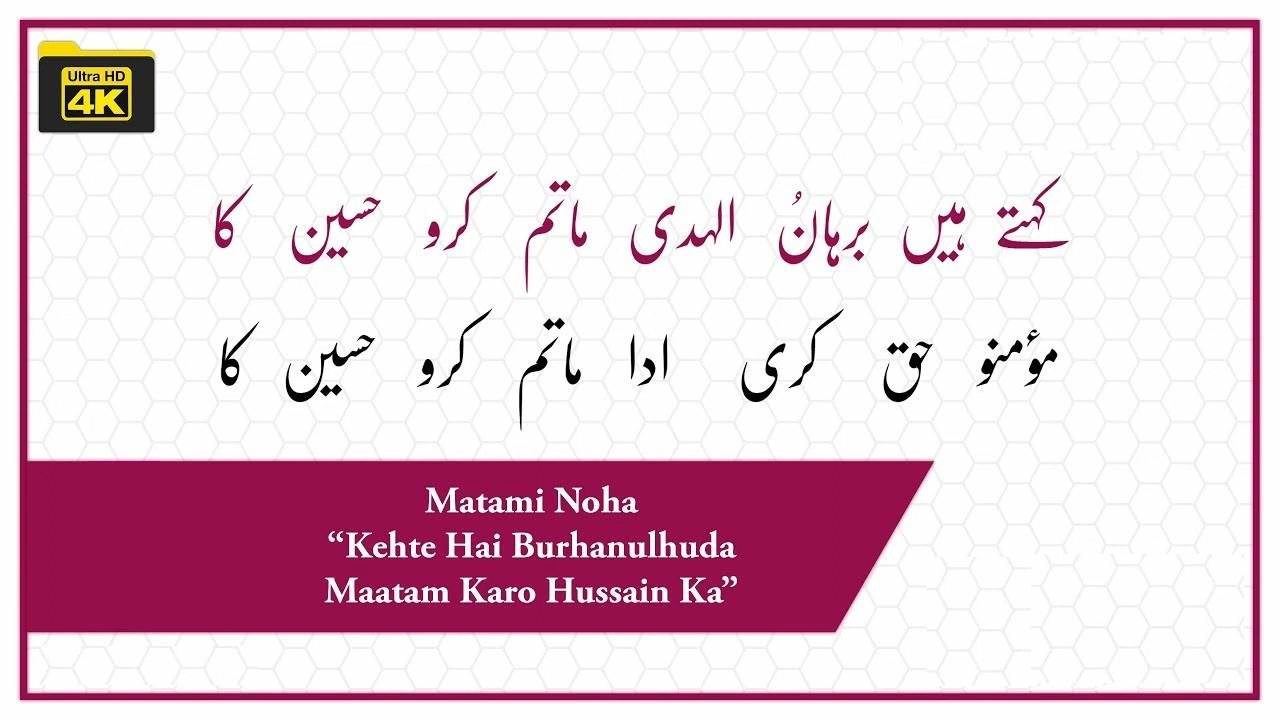 Ultra HD
4K
کہتے ہیں برہانُ الہدی ماتم کرو حسین کا
مؤمنو حق کری ادا ماتم کرو حسین کا
Matami Noha
“Kehte Hai Burhanulhuda
Maatam Karo Hussain Ka”